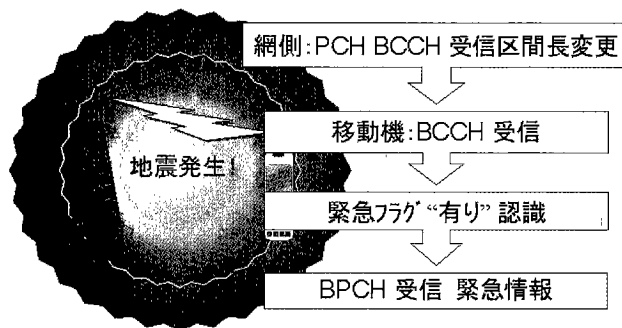 網側:PCH BCCH 受信区間長変更
移動機:BCCH 受信
地震発生!
緊急フラグ “有り” 認識
BPCH 受信 緊急情報